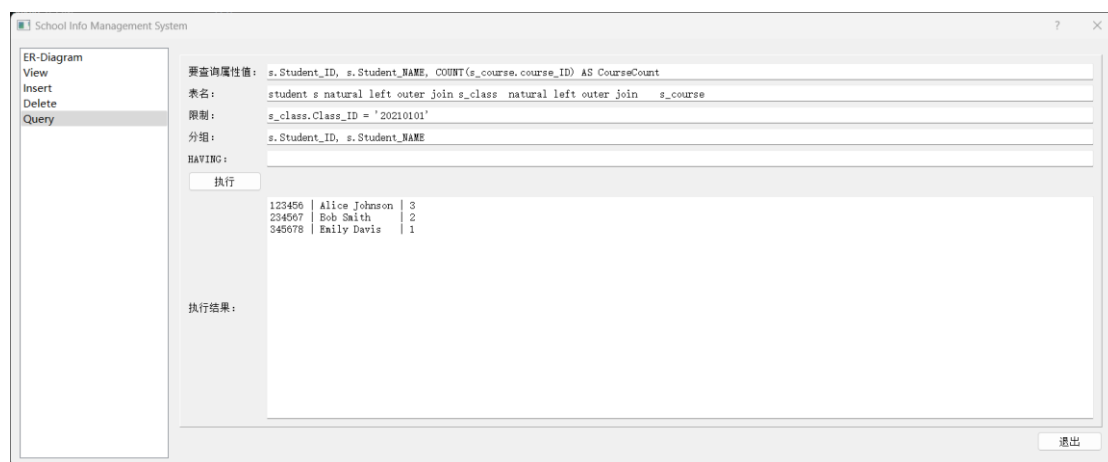 School Info Management System
? ×
ER-Diagram
View
Insert
Delete
Query
要查询属性值: s.Student_ID, s.Student_NAME, COUNT(s_course.course_ID) AS CourseCount
表名: student s natural left outer join s_class  natural left outer join    s_course
限制: s_class.Class_ID = '20210101'
分组: s.Student_ID, s.Student_NAME
HAVING:
执行
123456 | Alice Johnson | 3
234567 | Bob Smith     | 2
345678 | Emily Davis   | 1
执行结果:
退出